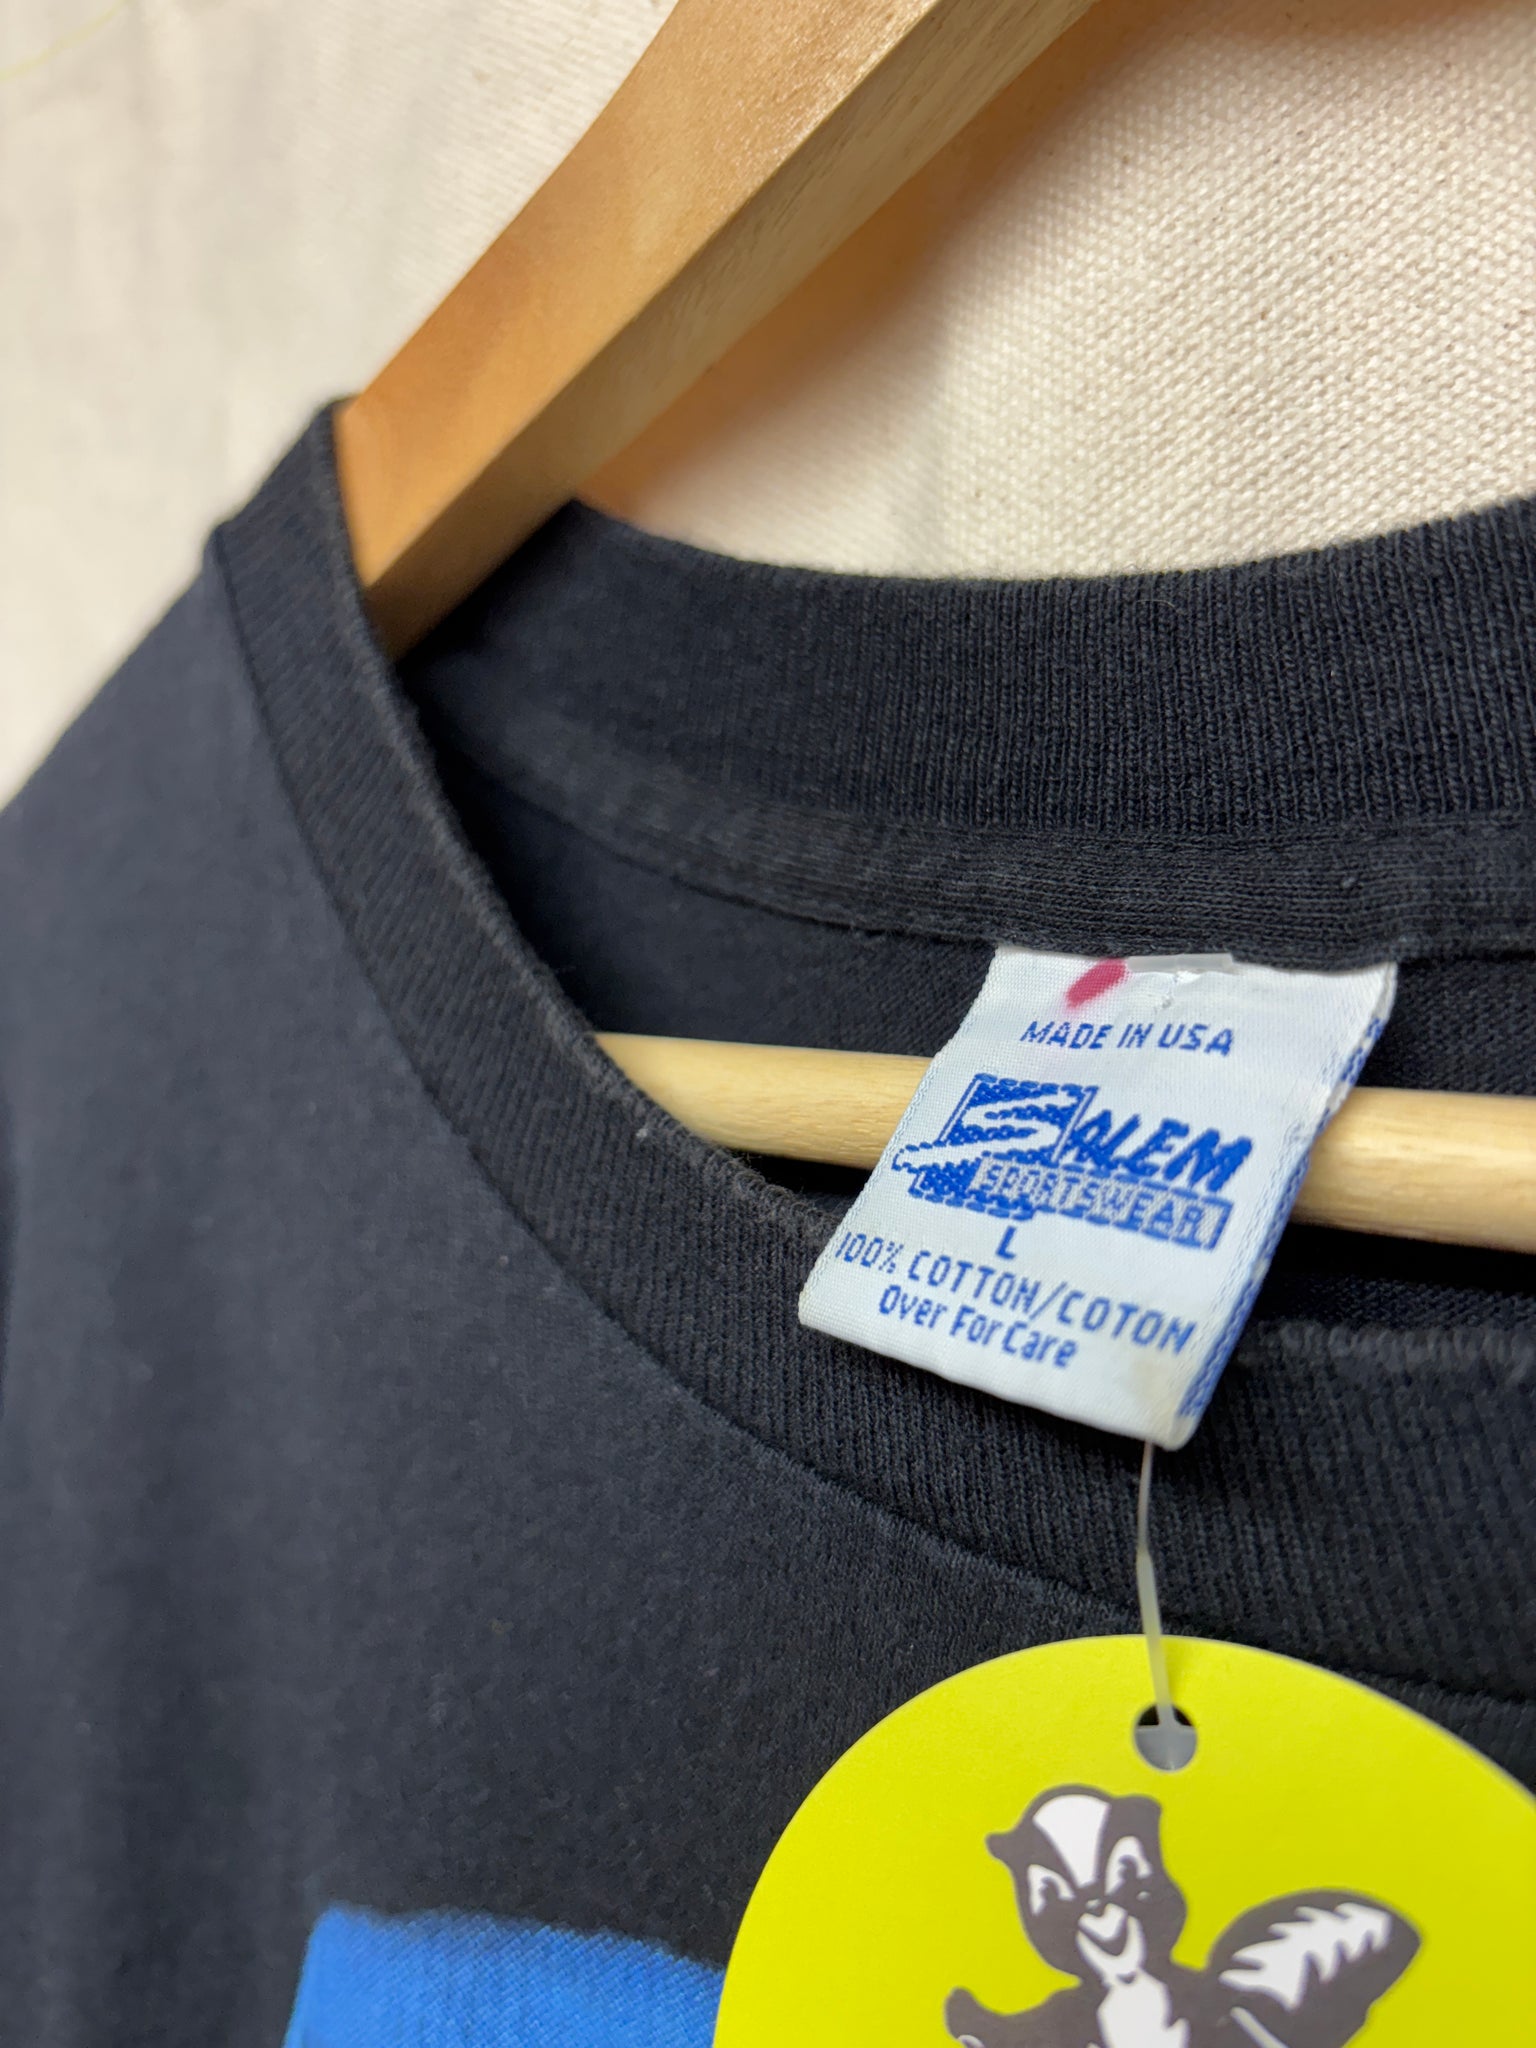 MADE IN USA
SALEM
SPORTSWEAR
L
100% COTTON/COTON
Over For Care